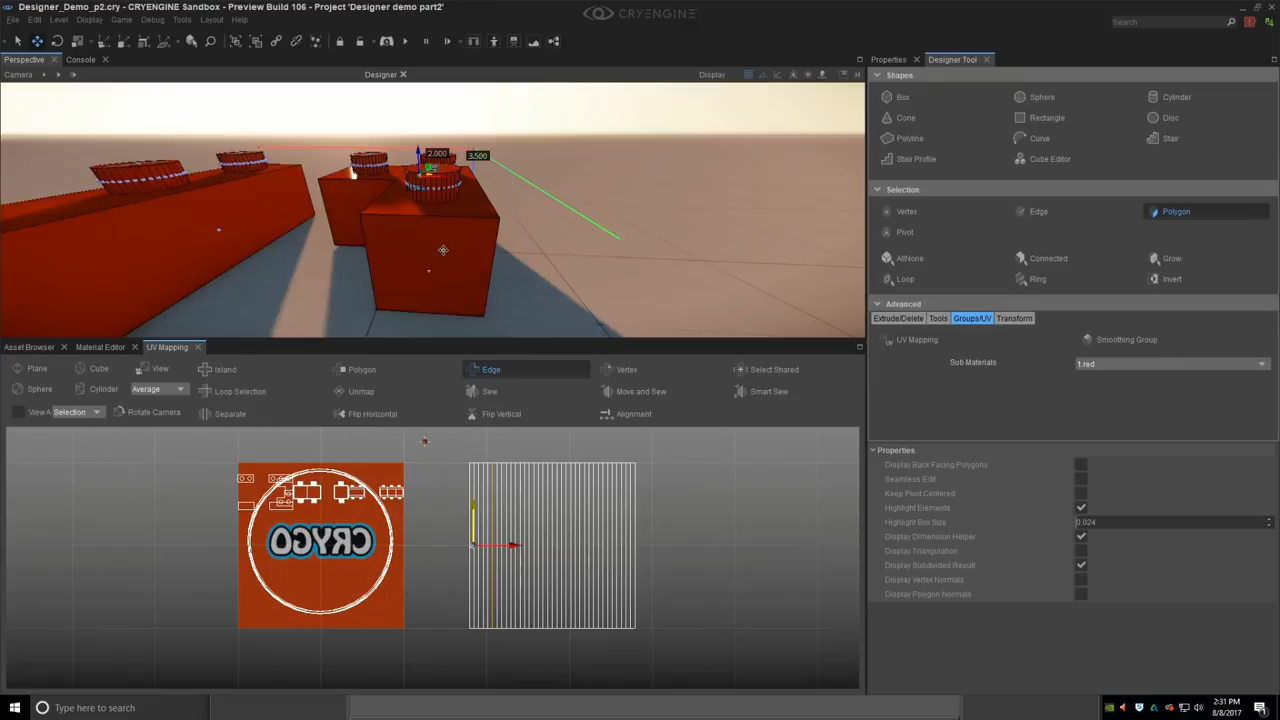 Designer_Demo_p2.cry - CRYENGINE Sandbox - Preview Build 106 - Project 'Designer demo part2'
CRYENGINE
File Edit Level Display Game Debug Tools Layout Help
Search
Perspective Console
Properties Designer Tool
Camera
Designer
Display
H
Shapes
Box Sphere Cylinder
Cone Rectangle Disc
Polyline Curve Stair
Stair Profile Cube Editor
2.000
3.500
Selection
Vertex Edge Polygon
Pivot
AllNone Connected Grow
Loop Ring Invert
Advanced
Extrude/Delete Tools Groups/UV Transform
UV Mapping Smoothing Group
Sub Materials 1.red
Asset Browser Material Editor UV Mapping
Plane Cube View Island Polygon Edge Vertex Select Shared
Sphere Cylinder Average Loop Selection Unmap Sew Move and Sew Smart Sew
View A Selection Rotate Camera Separate Flip Horizontal Flip Vertical Alignment
CRYGO
Properties
Display Back Facing Polygons
Seamless Edit
Keep Pivot Centered
Highlight Elements
Highlight Box Size 0.024
Display Dimension Helper
Display Triangulation
Display Subdivided Result
Display Vertex Normals
Display Polygon Normals
Type here to search
2:31 PM
8/8/2017